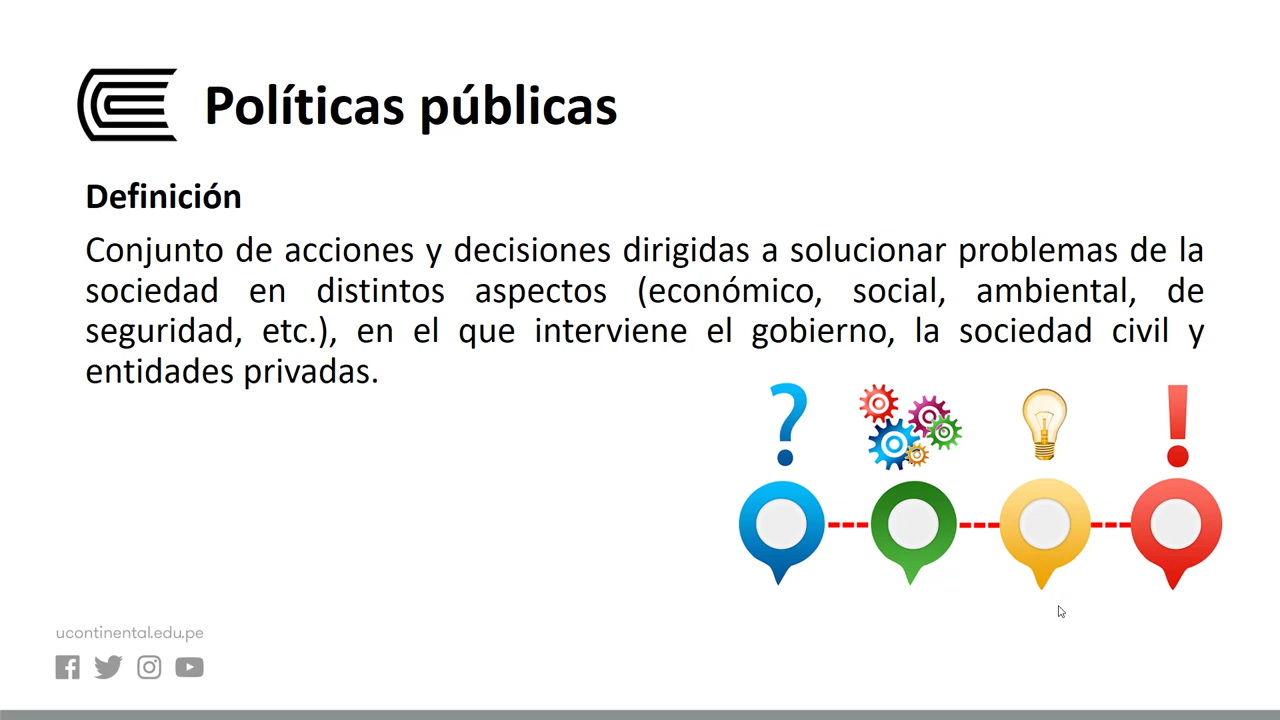 Políticas públicas
Definición
Conjunto de acciones y decisiones dirigidas a solucionar problemas de la
sociedad en distintos aspectos (económico, social, ambiental, de
seguridad, etc.), en el que interviene el gobierno, la sociedad civil y
entidades privadas.
?
!
ucontinental.edu.pe